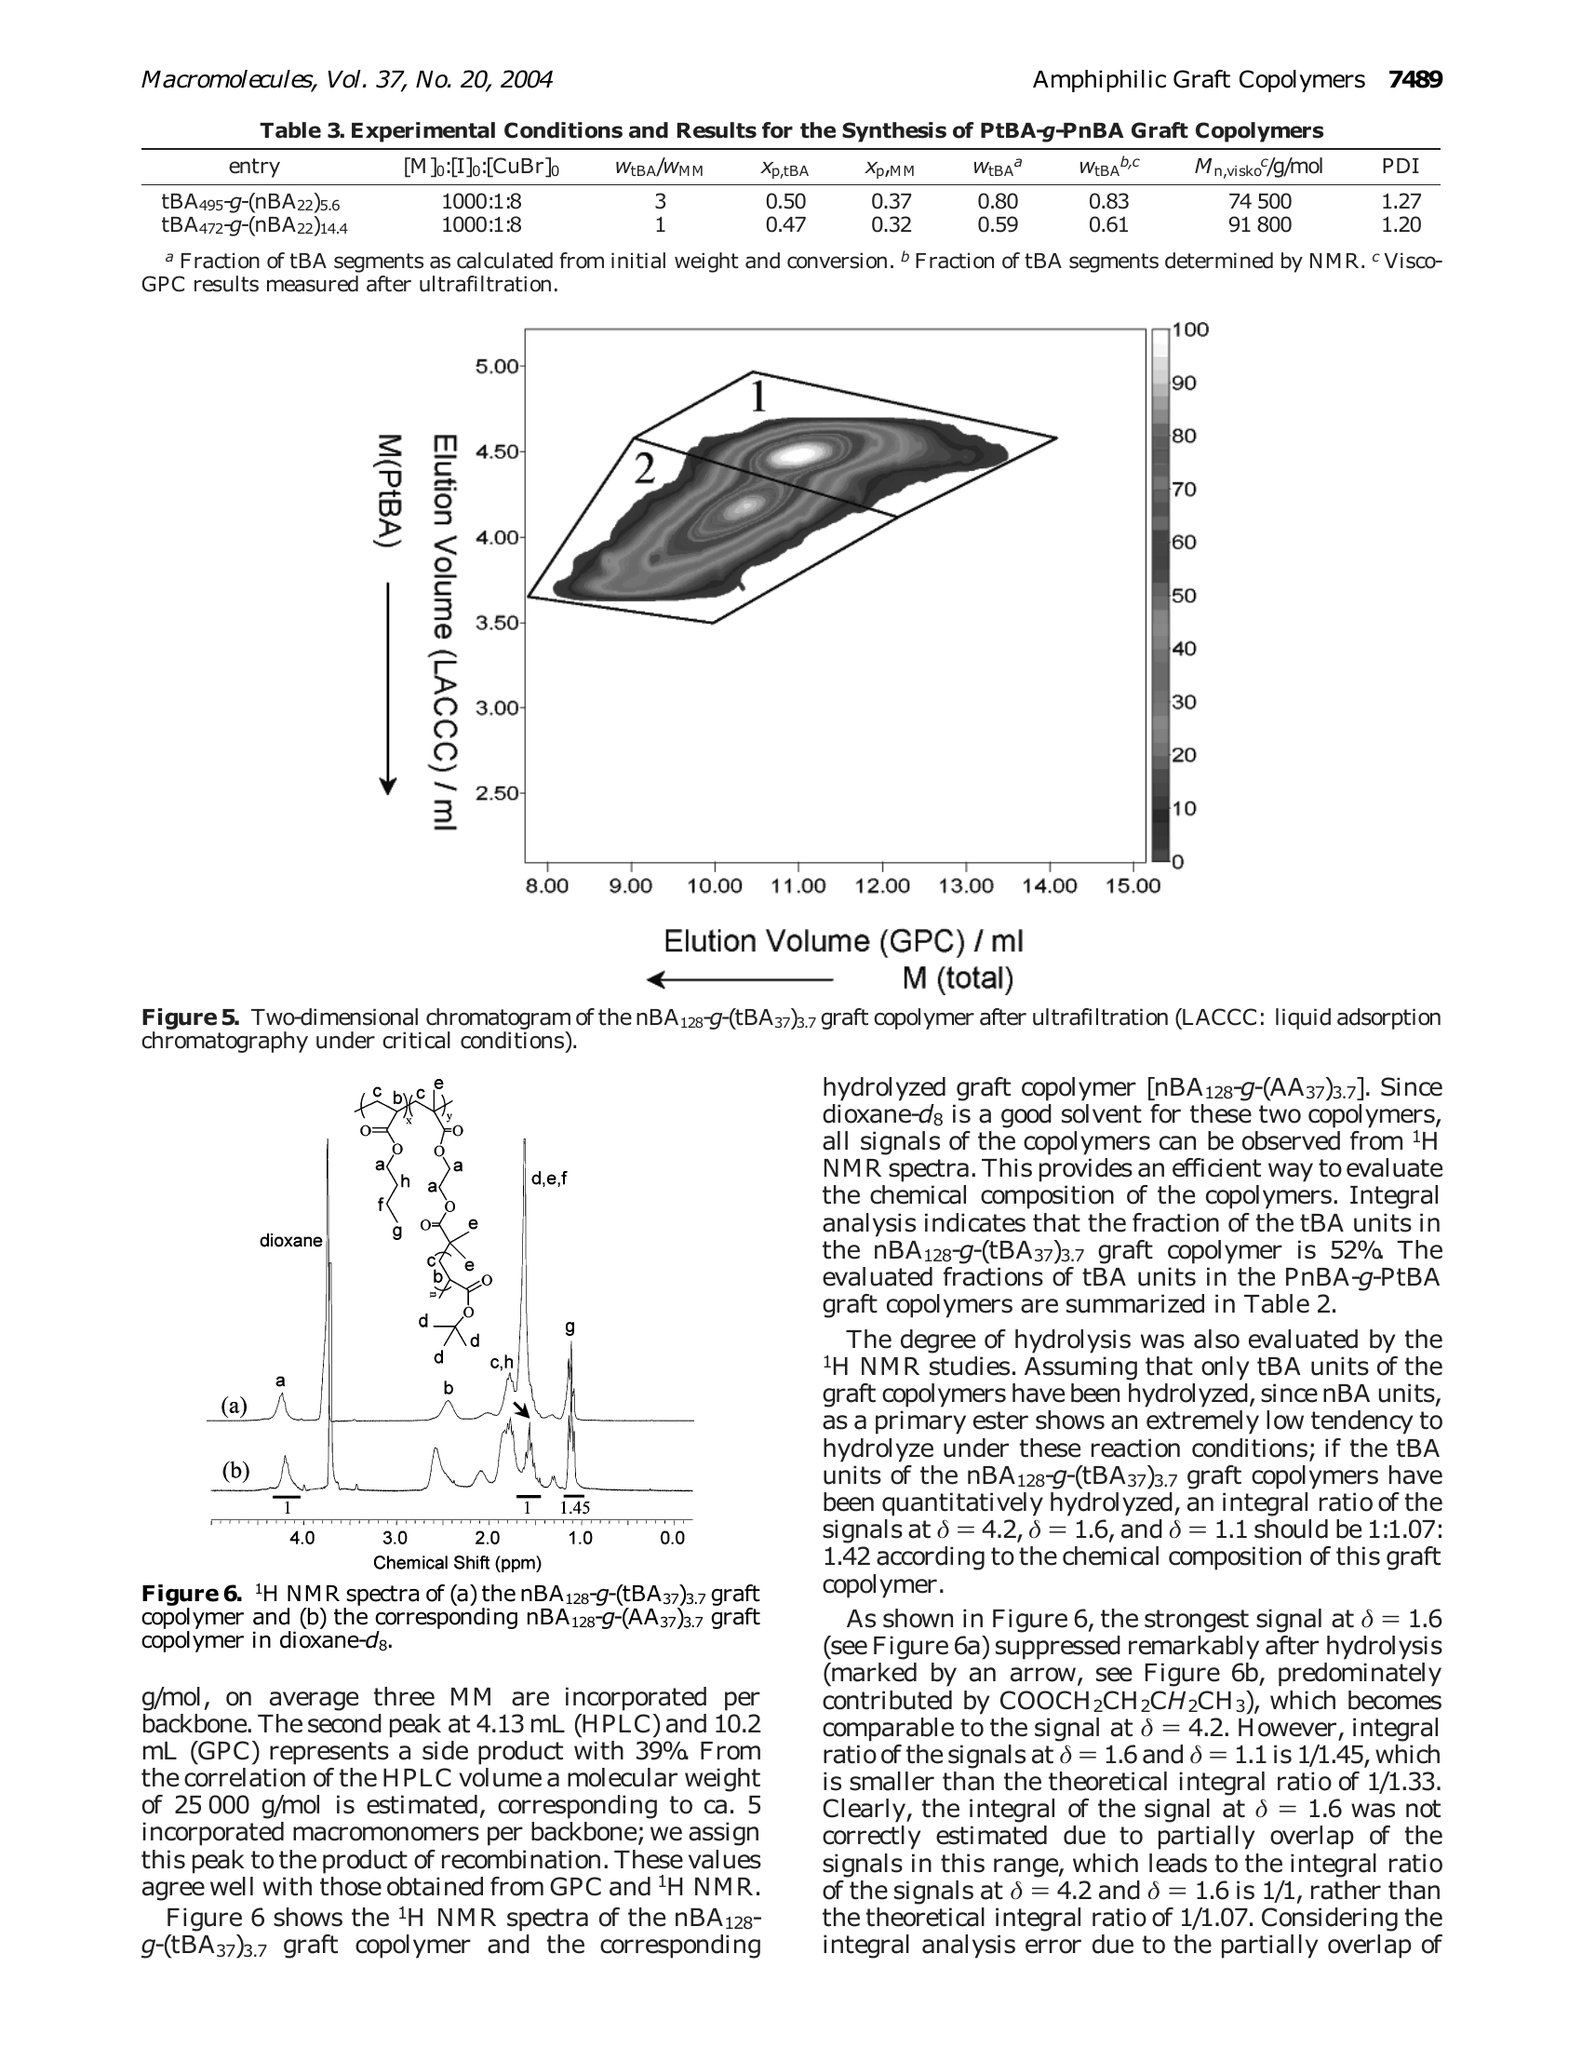 Macromolecules, Vol. 37, No. 20, 2004
Amphiphilic Graft Copolymers 7489
Table 3. Experimental Conditions and Results for the Synthesis of PtBA-g-PnBA Graft Copolymers
entry [M]0:[I]0:[CuBr]0 wtBA/wMM xp,tBA xp,MM wtBAa wtBAb,c Mn,viskoc/g/mol PDI
tBA495-g-(nBA22)5.6 1000:1:8 3 0.50 0.37 0.80 0.83 74 500 1.27
tBA472-g-(nBA22)14.4 1000:1:8 1 0.47 0.32 0.59 0.61 91 800 1.20
a Fraction of tBA segments as calculated from initial weight and conversion. b Fraction of tBA segments determined by NMR. c Visco-
GPC results measured after ultrafiltration.
M(PtBA)
Elution Volume (LACCC) / ml
5.00
4.50
4.00
3.50
3.00
2.50
1
2
100
90
80
70
60
50
40
30
20
10
0
8.00 9.00 10.00 11.00 12.00 13.00 14.00 15.00
Elution Volume (GPC) / ml
M (total)
Figure 5. Two-dimensional chromatogram of the nBA128-g-(tBA37)3.7 graft copolymer after ultrafiltration (LACCC: liquid adsorption
chromatography under critical conditions).
c b c e
x y
O O
O O
a a
h a
f O
g O e
c e
b O
n O
d d
d
dioxane
d,e,f
g
c,h
a
b
(a)
(b)
1 1 1.45
4.0 3.0 2.0 1.0 0.0
Chemical Shift (ppm)
Figure 6. 1H NMR spectra of (a) the nBA128-g-(tBA37)3.7 graft
copolymer and (b) the corresponding nBA128-g-(AA37)3.7 graft
copolymer in dioxane-d8.
g/mol, on average three MM are incorporated per
backbone. The second peak at 4.13 mL (HPLC) and 10.2
mL (GPC) represents a side product with 39%. From
the correlation of the HPLC volume a molecular weight
of 25 000 g/mol is estimated, corresponding to ca. 5
incorporated macromonomers per backbone; we assign
this peak to the product of recombination. These values
agree well with those obtained from GPC and 1H NMR.
Figure 6 shows the 1H NMR spectra of the nBA128-
g-(tBA37)3.7 graft copolymer and the corresponding
hydrolyzed graft copolymer [nBA128-g-(AA37)3.7]. Since
dioxane-d8 is a good solvent for these two copolymers,
all signals of the copolymers can be observed from 1H
NMR spectra. This provides an efficient way to evaluate
the chemical composition of the copolymers. Integral
analysis indicates that the fraction of the tBA units in
the nBA128-g-(tBA37)3.7 graft copolymer is 52%. The
evaluated fractions of tBA units in the PnBA-g-PtBA
graft copolymers are summarized in Table 2.
The degree of hydrolysis was also evaluated by the
1H NMR studies. Assuming that only tBA units of the
graft copolymers have been hydrolyzed, since nBA units,
as a primary ester shows an extremely low tendency to
hydrolyze under these reaction conditions; if the tBA
units of the nBA128-g-(tBA37)3.7 graft copolymers have
been quantitatively hydrolyzed, an integral ratio of the
signals at δ = 4.2, δ = 1.6, and δ = 1.1 should be 1:1.07:
1.42 according to the chemical composition of this graft
copolymer.
As shown in Figure 6, the strongest signal at δ = 1.6
(see Figure 6a) suppressed remarkably after hydrolysis
(marked by an arrow, see Figure 6b, predominately
contributed by COOCH2CH2CH2CH3), which becomes
comparable to the signal at δ = 4.2. However, integral
ratio of the signals at δ = 1.6 and δ = 1.1 is 1/1.45, which
is smaller than the theoretical integral ratio of 1/1.33.
Clearly, the integral of the signal at δ = 1.6 was not
correctly estimated due to partially overlap of the
signals in this range, which leads to the integral ratio
of the signals at δ = 4.2 and δ = 1.6 is 1/1, rather than
the theoretical integral ratio of 1/1.07. Considering the
integral analysis error due to the partially overlap of